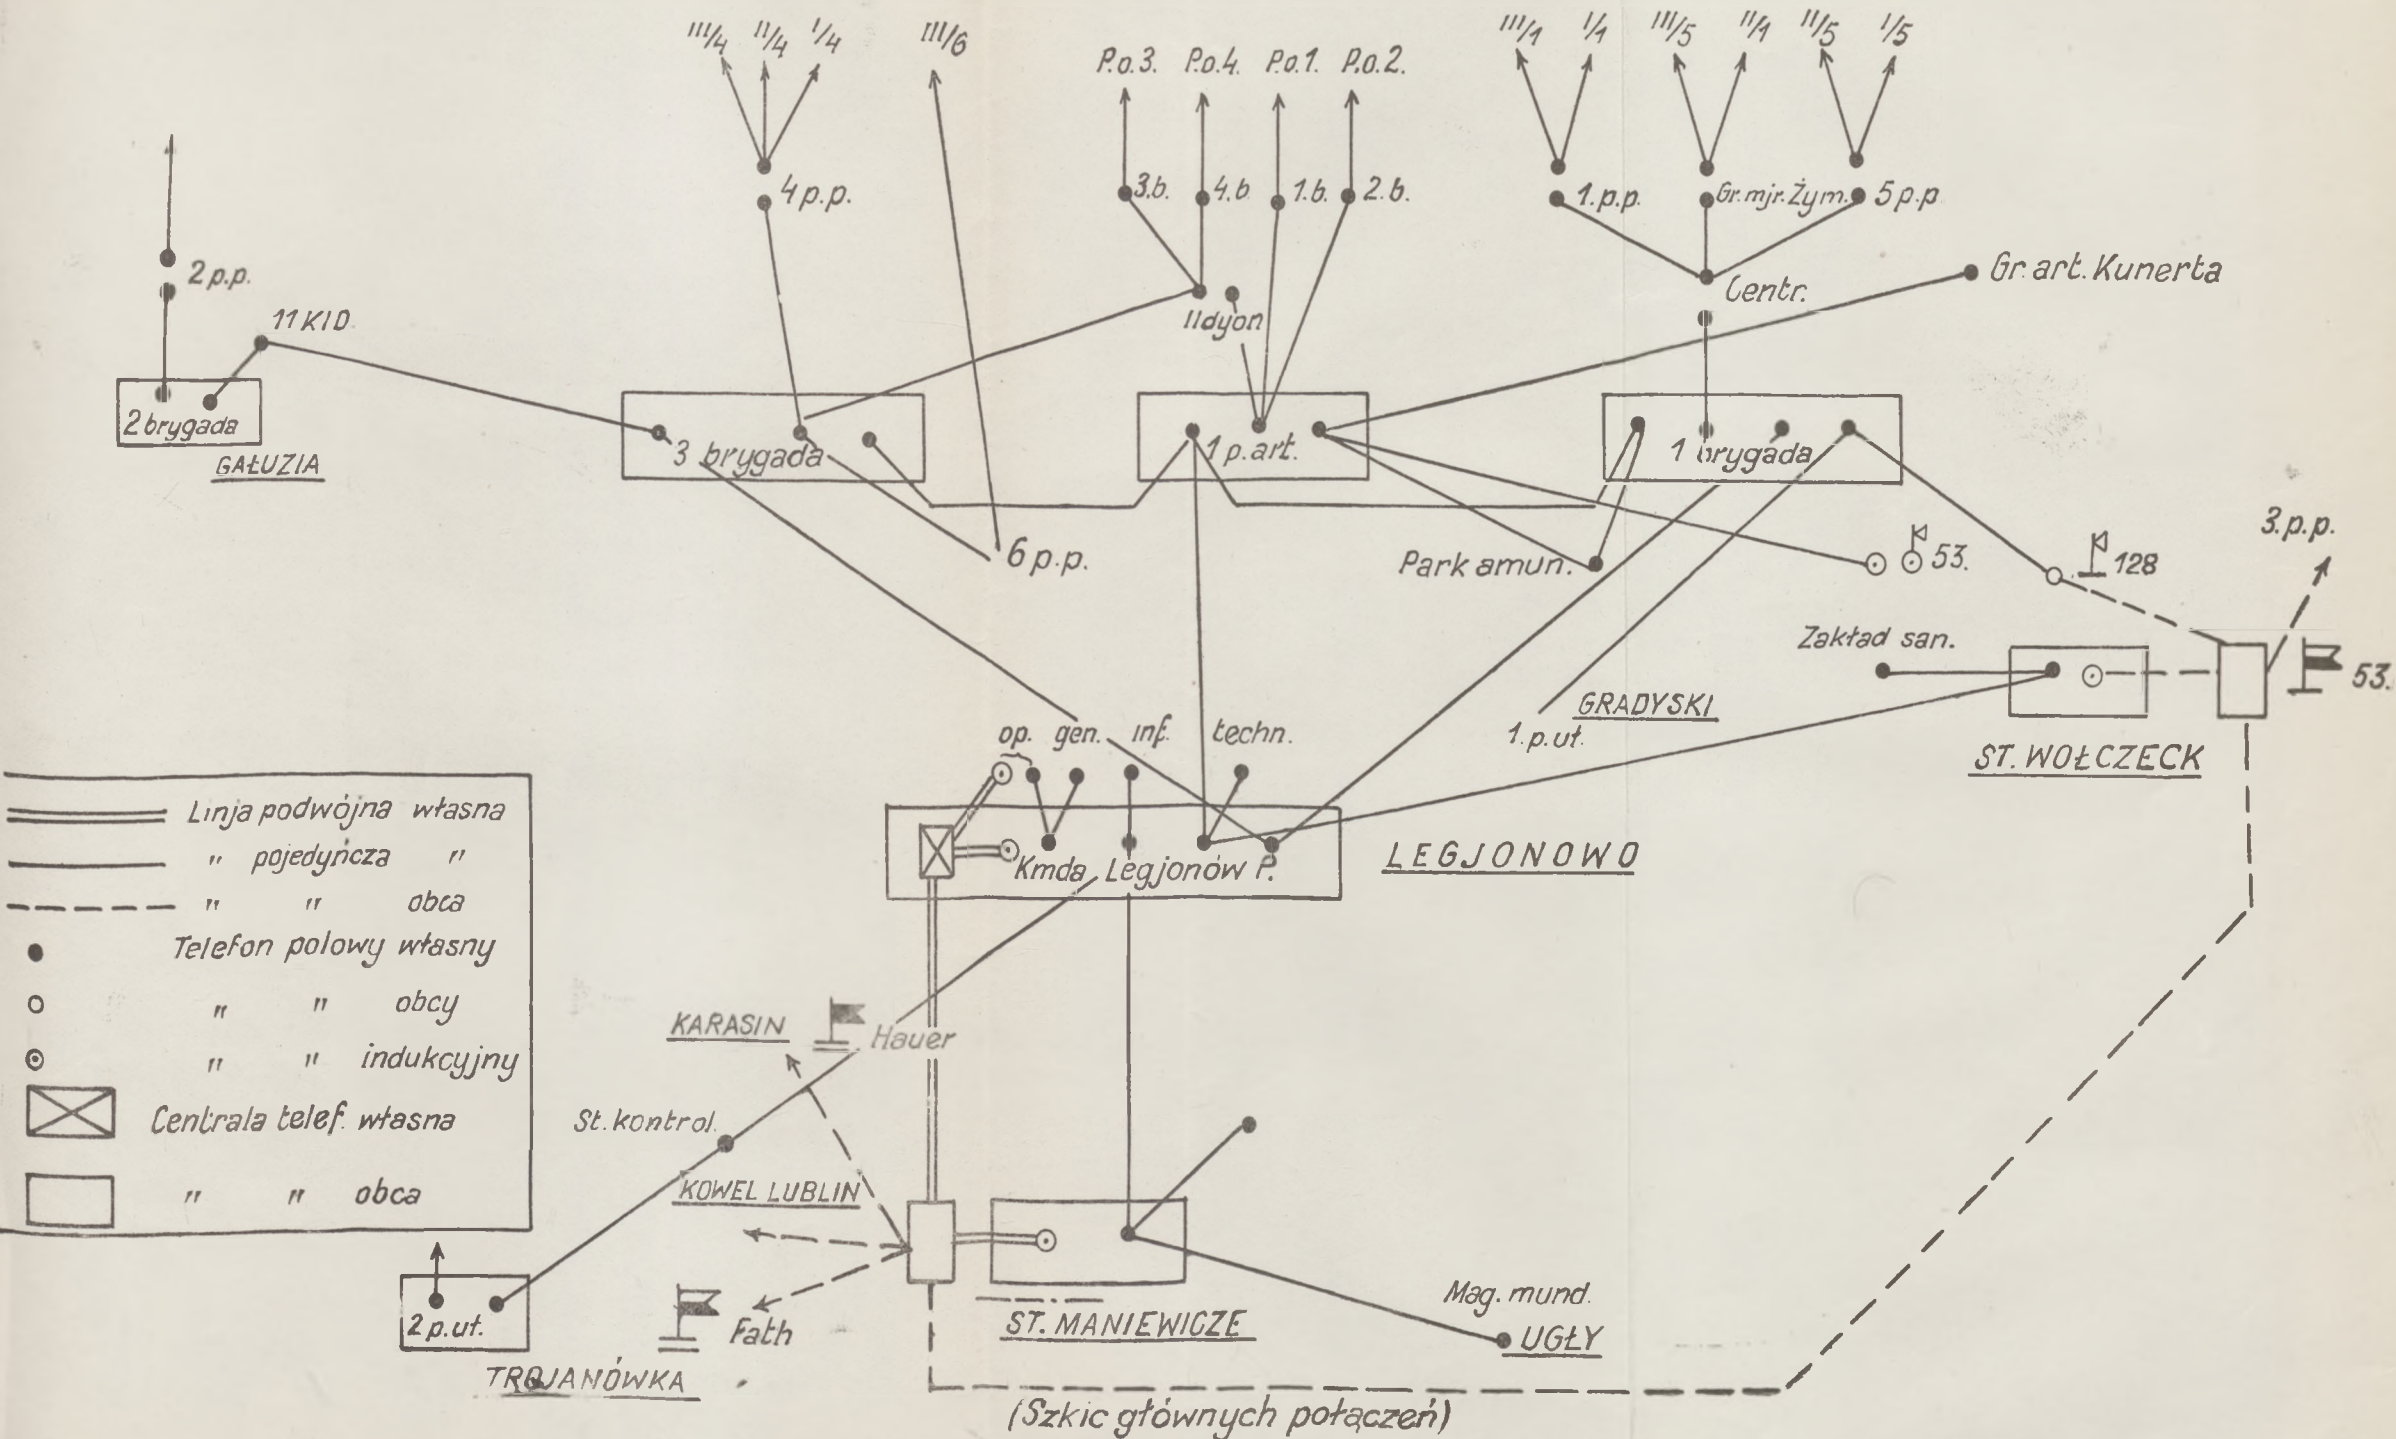 III/4 II/4 I/4
III/6
P.o.3. P.o.4. P.o.1. P.o.2.
III/1 I/1 III/5 II/1 II/5 I/5
4 p.p.
3.b. 4.b 1.b. 2.b.
1.p.p. Gr. mjr. Żym. 5 p.p
2 p.p.
Centr.
Gr. art. Kunerta
11 KID
II dyon
2 brygada
GAŁUZIA
3 brygada
1 p. art.
1 brygada
6 p.p.
Park amun.
53.
128
3.p.p.
Zakład san.
53.
GRADYSKI
1.p.uł.
ST. WOŁCZECK
op. gen. inf. techn.
Kmda Legjonów P.
LEGJONOWO
Linja podwójna własna
" pojedyńcza "
" " obca
Telefon polowy własny
" " obcy
" " indukcyjny
Centrala telef. własna
" " obca
KARASIN
Hauer
St. kontrol.
KOWEL LUBLIN
Fath
2 p.uł.
TROJANÓWKA
ST. MANIEWICZE
Mag. mund.
UGŁY
(Szkic głównych połączeń)